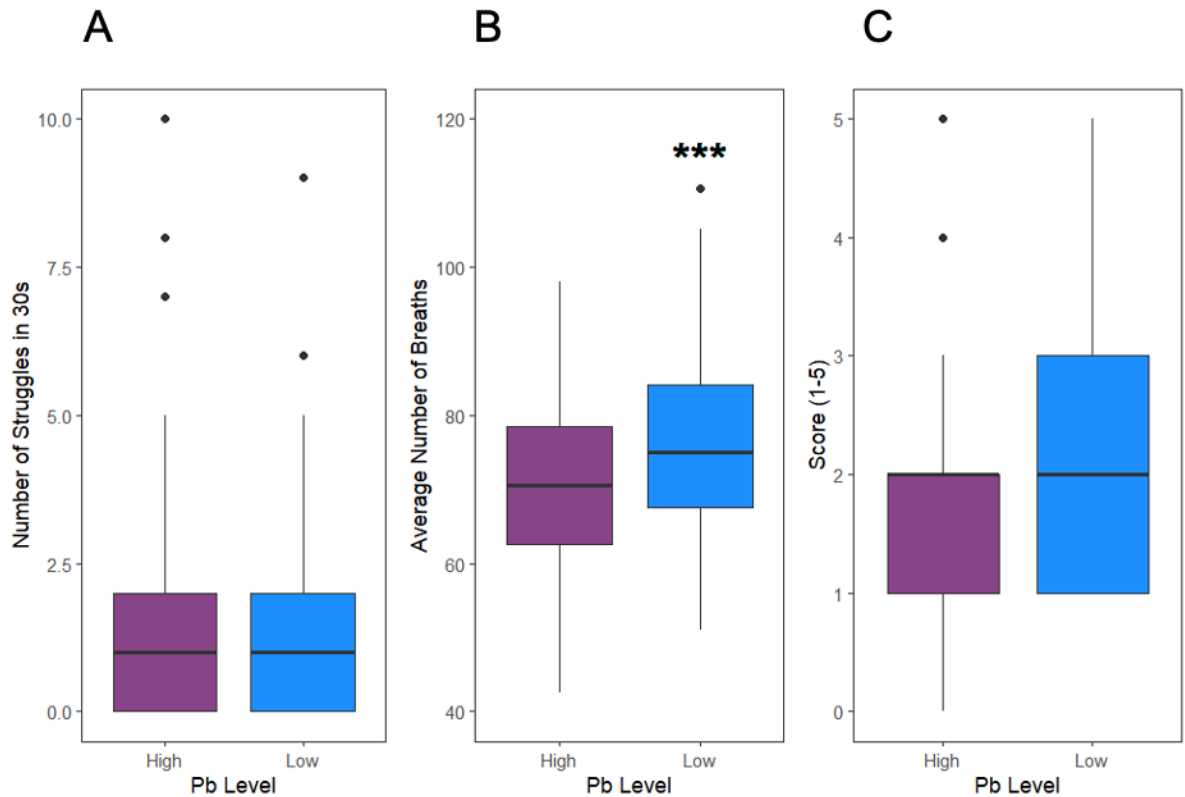 A
Number of Struggles in 30s
10.0
7.5
5.0
2.5
0.0
High Low
Pb Level
B
Average Number of Breaths
120
100
80
60
40
***
High Low
Pb Level
C
Score (1-5)
5
4
3
2
1
0
High Low
Pb Level